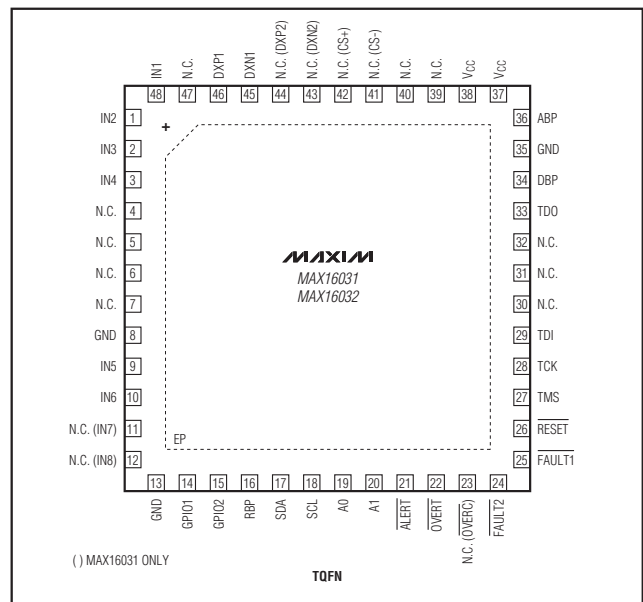 IN1
N.C.
DXP1
DXN1
N.C. (DXP2)
N.C. (DXN2)
N.C. (CS+)
N.C. (CS-)
N.C.
N.C.
VCC
VCC
48 47 46 45 44 43 42 41 40 39 38 37
IN2 1
IN3 2
IN4 3
N.C. 4
N.C. 5
N.C. 6
N.C. 7
GND 8
IN5 9
IN6 10
N.C. (IN7) 11
N.C. (IN8) 12
+
MAXIM
MAX16031
MAX16032
EP
36 ABP
35 GND
34 DBP
33 TDO
32 N.C.
31 N.C.
30 N.C.
29 TDI
28 TCK
27 TMS
26 RESET
25 FAULT1
13 14 15 16 17 18 19 20 21 22 23 24
GND
GPIO1
GPIO2
RBP
SDA
SCL
A0
A1
ALERT
OVERT
N.C. (OVERC)
FAULT2
( ) MAX16031 ONLY
TQFN